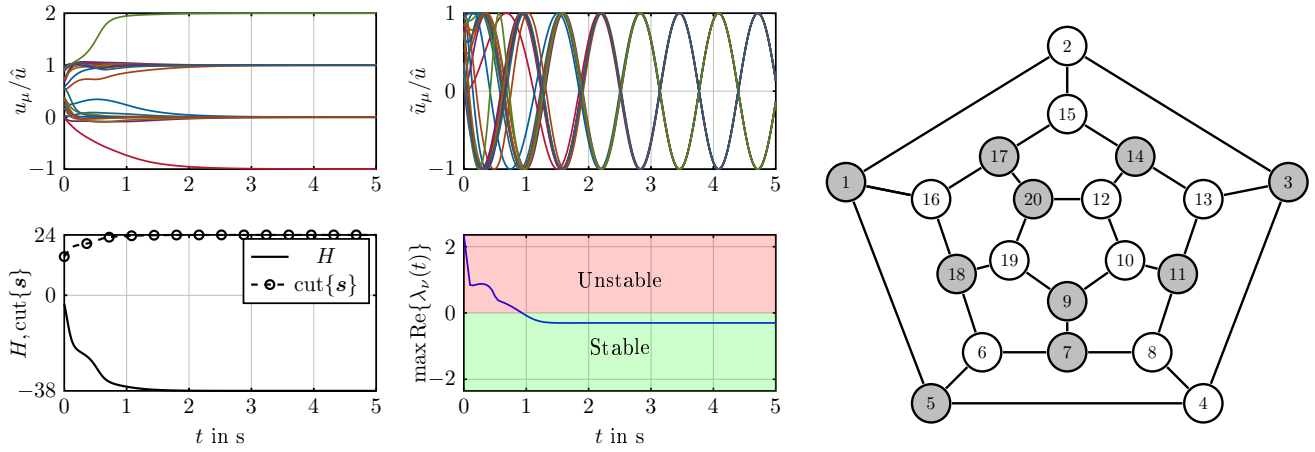 2
1
0
−1
0 1 2 3 4 5
u_μ/û
1
0
−1
0 1 2 3 4 5
ũ_μ/û
24
0
−38
0 1 2 3 4 5
H, cut{s}
H
cut{s}
t in s
2
0
−2
0 1 2 3 4 5
max Re{λ_ν(t)}
Unstable
Stable
t in s
2
15
17 14
1 3
16 20 12 13
19 10
18 11
9
6 7 8
5 4